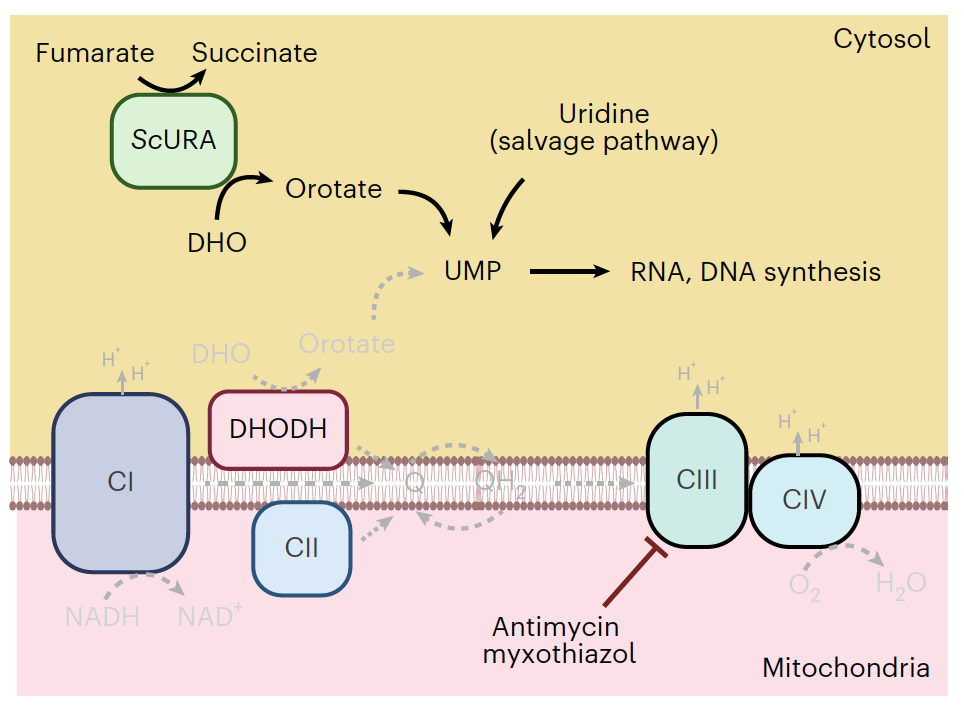 Cytosol
Fumarate Succinate
ScURA
Uridine
(salvage pathway)
Orotate
DHO
UMP
RNA, DNA synthesis
DHO
Orotate
H+
H+
H+
H+
H+
H+
DHODH
CI
Q
QH2
CIII
CIV
CII
NADH
NAD+
O2
H2O
Antimycin
myxothiazol
Mitochondria